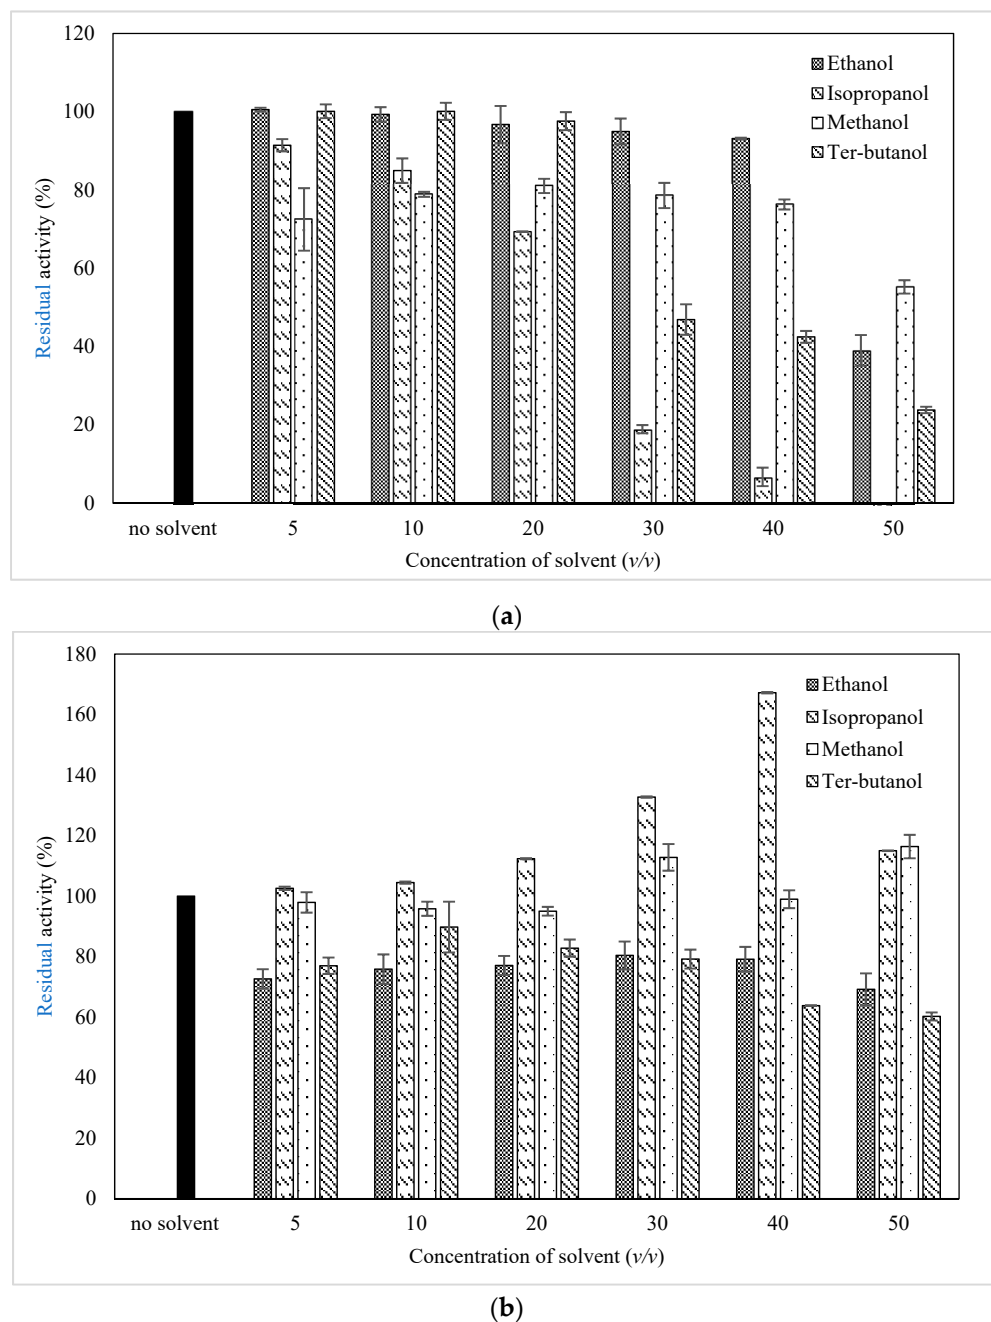 120
100
80
60
40
20
0
Residual activity (%)
Ethanol
Isopropanol
Methanol
Ter-butanol
no solvent 5 10 20 30 40 50
Concentration of solvent (v/v)
(a)
180
160
140
120
100
80
60
40
20
0
Residual activity (%)
Ethanol
Isopropanol
Methanol
Ter-butanol
no solvent 5 10 20 30 40 50
Concentration of solvent (v/v)
(b)